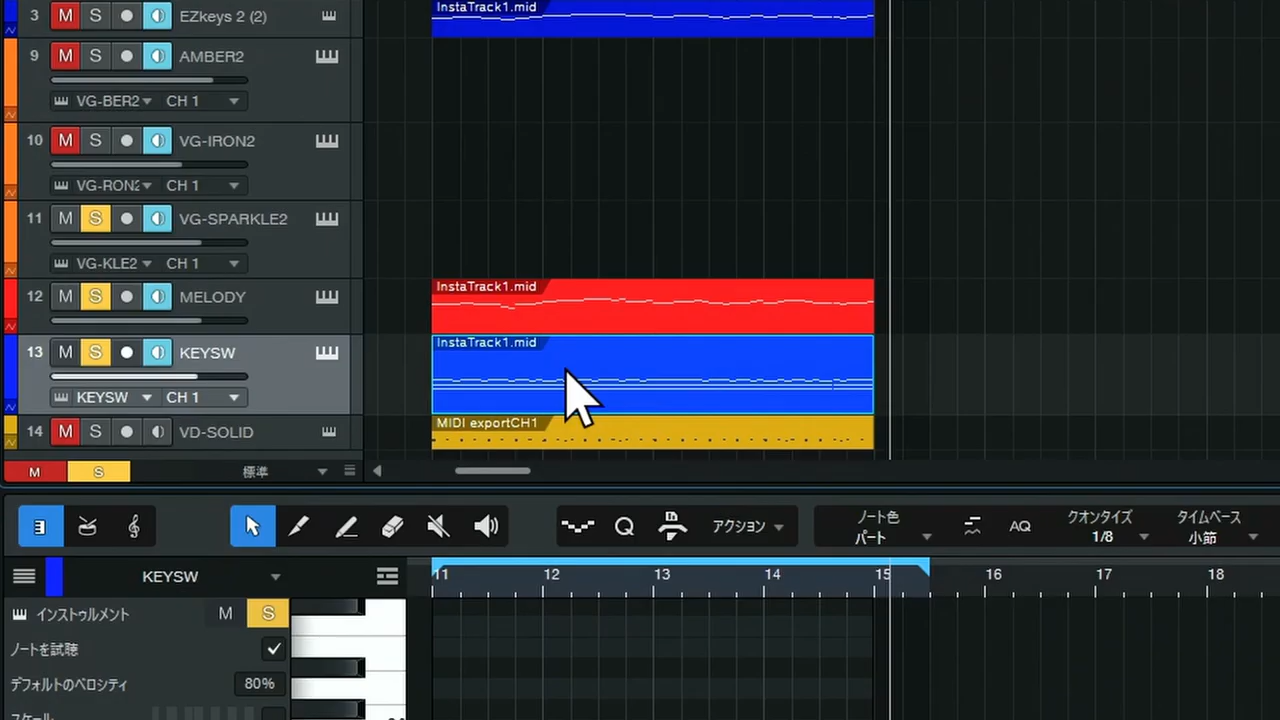 3 M S EZkeys 2 (2)
InstaTrack1.mid
9 M S AMBER2
VG-BER2 CH 1
10 M S VG-IRON2
VG-RON2 CH 1
11 M S VG-SPARKLE2
VG-KLE2 CH 1
12 M S MELODY
InstaTrack1.mid
13 M S KEYSW
InstaTrack1.mid
KEYSW CH 1
14 M S VD-SOLID
MIDI exportCH1
M S 標準
Q アクション ノート色 パート AQ クオンタイズ 1/8 タイムベース 小節
KEYSW
11 12 13 14 15 16 17 18
インストゥルメント M S
ノートを試聴
デフォルトのベロシティ 80%
スケール